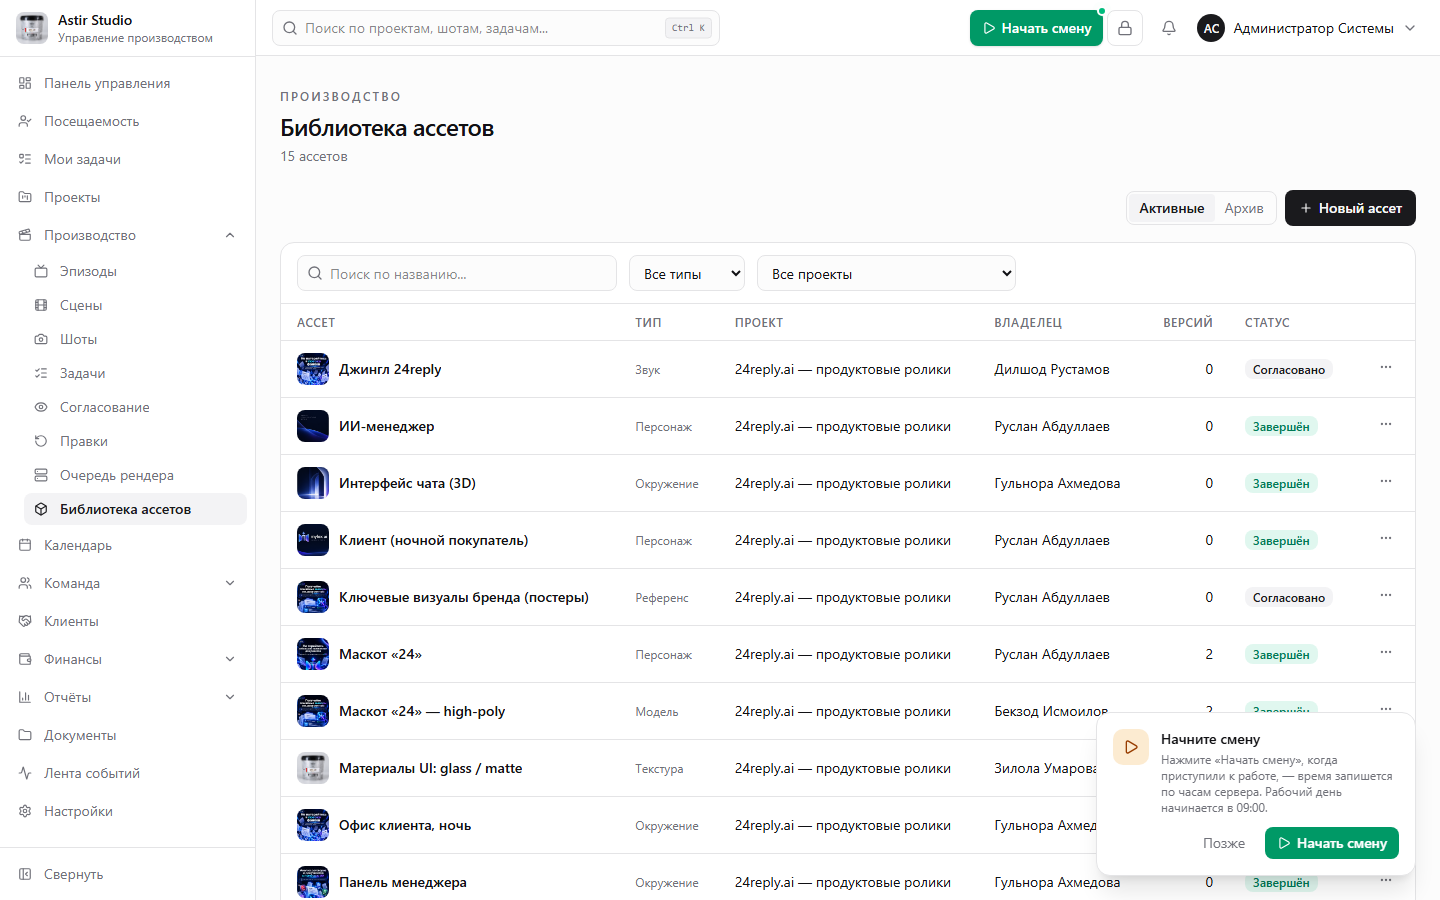 Astir Studio
Управление производством
Поиск по проектам, шотам, задачам...
Ctrl K
Начать смену
АС
Администратор Системы
Панель управления
Посещаемость
Мои задачи
Проекты
Производство
Эпизоды
Сцены
Шоты
Задачи
Согласование
Правки
Очередь рендера
Библиотека ассетов
Календарь
Команда
Клиенты
Финансы
Отчёты
Документы
Лента событий
Настройки
Свернуть
ПРОИЗВОДСТВО
Библиотека ассетов
15 ассетов
Активные
Архив
+ Новый ассет
Поиск по названию...
Все типы
Все проекты
АССЕТ ТИП ПРОЕКТ ВЛАДЕЛЕЦ ВЕРСИЙ СТАТУС
Джингл 24reply Звук 24reply.ai — продуктовые ролики Дилшод Рустамов 0 Согласовано
ИИ-менеджер Персонаж 24reply.ai — продуктовые ролики Руслан Абдуллаев 0 Завершён
Интерфейс чата (3D) Окружение 24reply.ai — продуктовые ролики Гульнора Ахмедова 0 Завершён
Клиент (ночной покупатель) Персонаж 24reply.ai — продуктовые ролики Руслан Абдуллаев 0 Завершён
Ключевые визуалы бренда (постеры) Референс 24reply.ai — продуктовые ролики Руслан Абдуллаев 0 Согласовано
Маскот «24» Персонаж 24reply.ai — продуктовые ролики Руслан Абдуллаев 2 Завершён
Маскот «24» — high-poly Модель 24reply.ai — продуктовые ролики Бекзод Исмоилов 2 Завершён
Материалы UI: glass / matte Текстура 24reply.ai — продуктовые ролики Зилола Умарова
Офис клиента, ночь Окружение 24reply.ai — продуктовые ролики Гульнора Ахмед
Панель менеджера Окружение 24reply.ai — продуктовые ролики Гульнора Ахмедова 0 Завершён
Начните смену
Нажмите «Начать смену», когда
приступили к работе, — время запишется
по часам сервера. Рабочий день
начинается в 09:00.
Позже
Начать смену